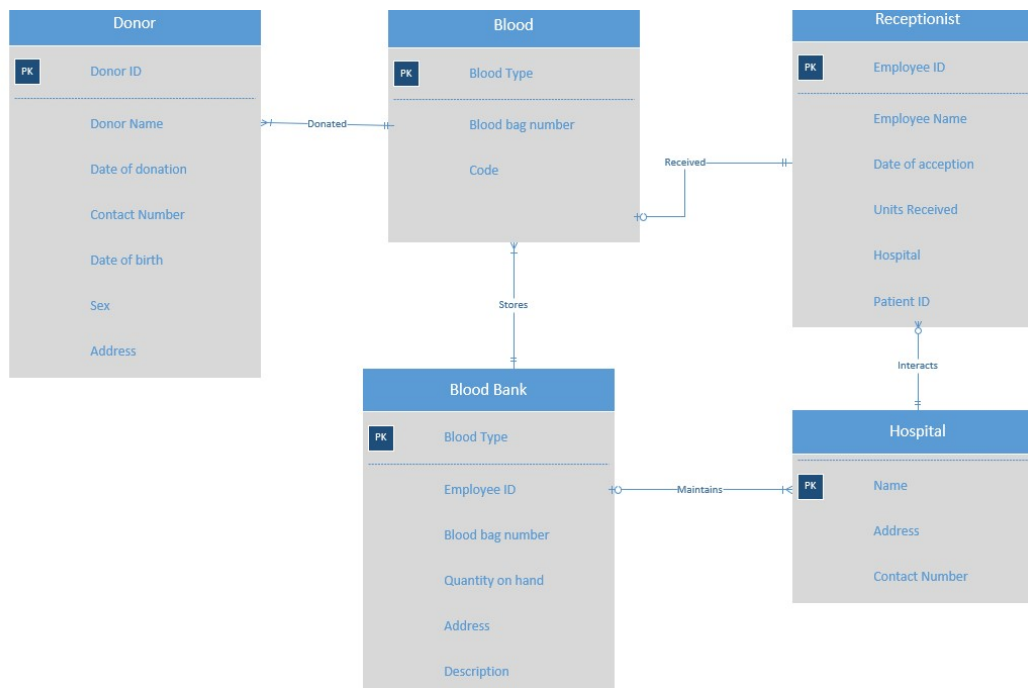 Donor
PK
Donor ID
Donor Name
Date of donation
Contact Number
Date of birth
Sex
Address
Donated
Blood
PK
Blood Type
Blood bag number
Code
Received
Receptionist
PK
Employee ID
Employee Name
Date of acception
Units Received
Hospital
Patient ID
Stores
Interacts
Blood Bank
PK
Blood Type
Employee ID
Blood bag number
Quantity on hand
Address
Description
Maintains
Hospital
PK
Name
Address
Contact Number